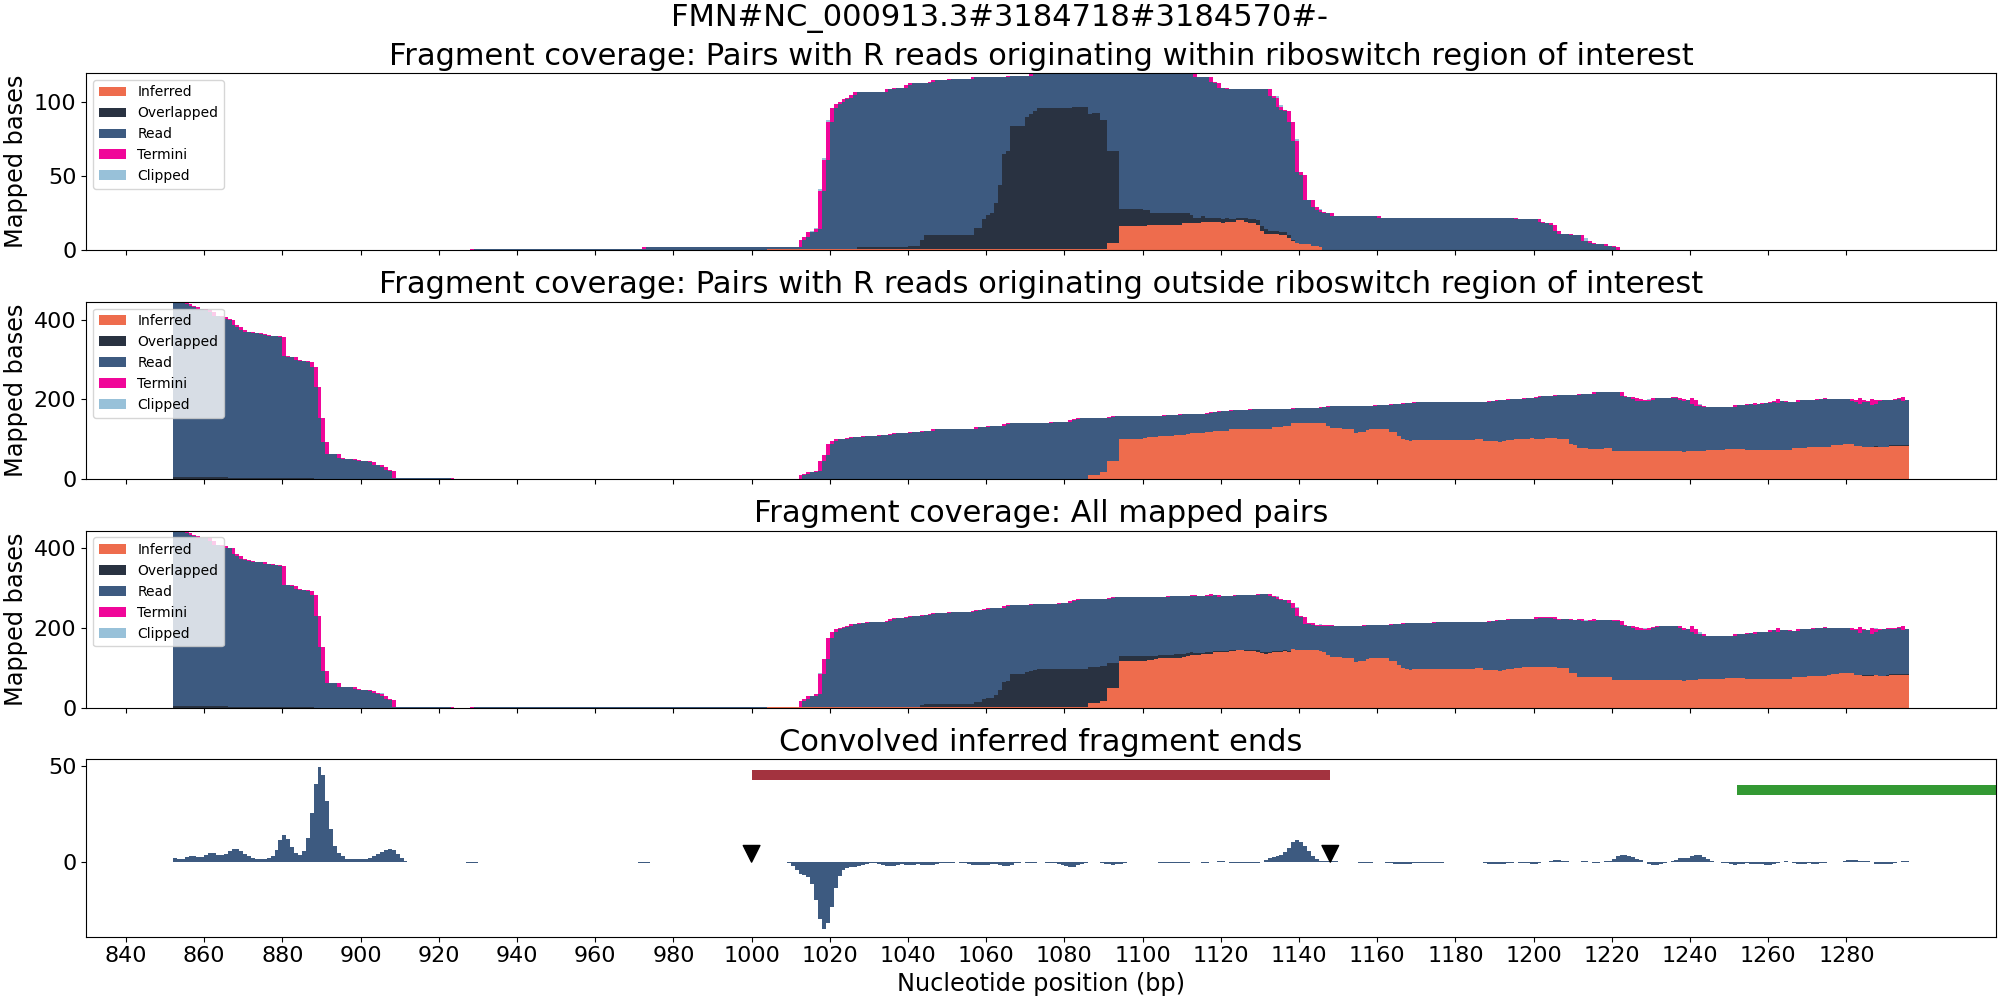 FMN#NC_000913.3#3184718#3184570#-
Fragment coverage: Pairs with R reads originating within riboswitch region of interest
Mapped bases
100
50
0
Inferred
Overlapped
Read
Termini
Clipped
Fragment coverage: Pairs with R reads originating outside riboswitch region of interest
Mapped bases
400
200
0
Inferred
Overlapped
Read
Termini
Clipped
Fragment coverage: All mapped pairs
Mapped bases
400
200
0
Inferred
Overlapped
Read
Termini
Clipped
Convolved inferred fragment ends
50
0
840 860 880 900 920 940 960 980 1000 1020 1040 1060 1080 1100 1120 1140 1160 1180 1200 1220 1240 1260 1280
Nucleotide position (bp)